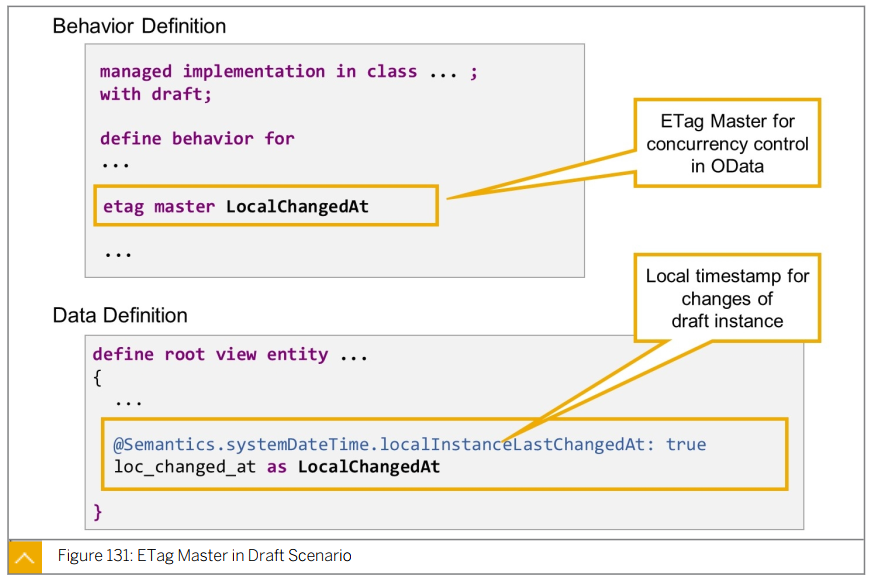 Behavior Definition
managed implementation in class ... ;
with draft;
define behavior for
...
etag master LocalChangedAt
...
ETag Master for
concurrency control
in OData
Data Definition
define root view entity ...
{
...
@Semantics.systemDateTime.localInstanceLastChangedAt: true
loc_changed_at as LocalChangedAt
}
Local timestamp for
changes of
draft instance
Figure 131: ETag Master in Draft Scenario